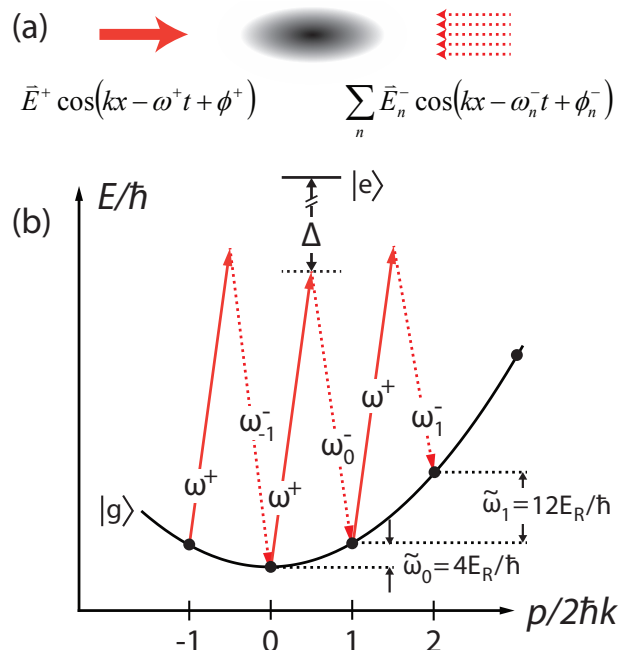 (a)
E⃗⁺ cos(kx − ω⁺t + ϕ⁺)
∑ₙ E⃗ₙ⁻ cos(kx − ωₙ⁻t + ϕₙ⁻)
(b)
E/ħ
|e⟩
Δ
ω⁺
ω₋₁⁻
ω⁺
ω₀⁻
ω⁺
ω₁⁻
|g⟩
ω̃₁=12E_R/ħ
ω̃₀=4E_R/ħ
-1 0 1 2
p/2ħk